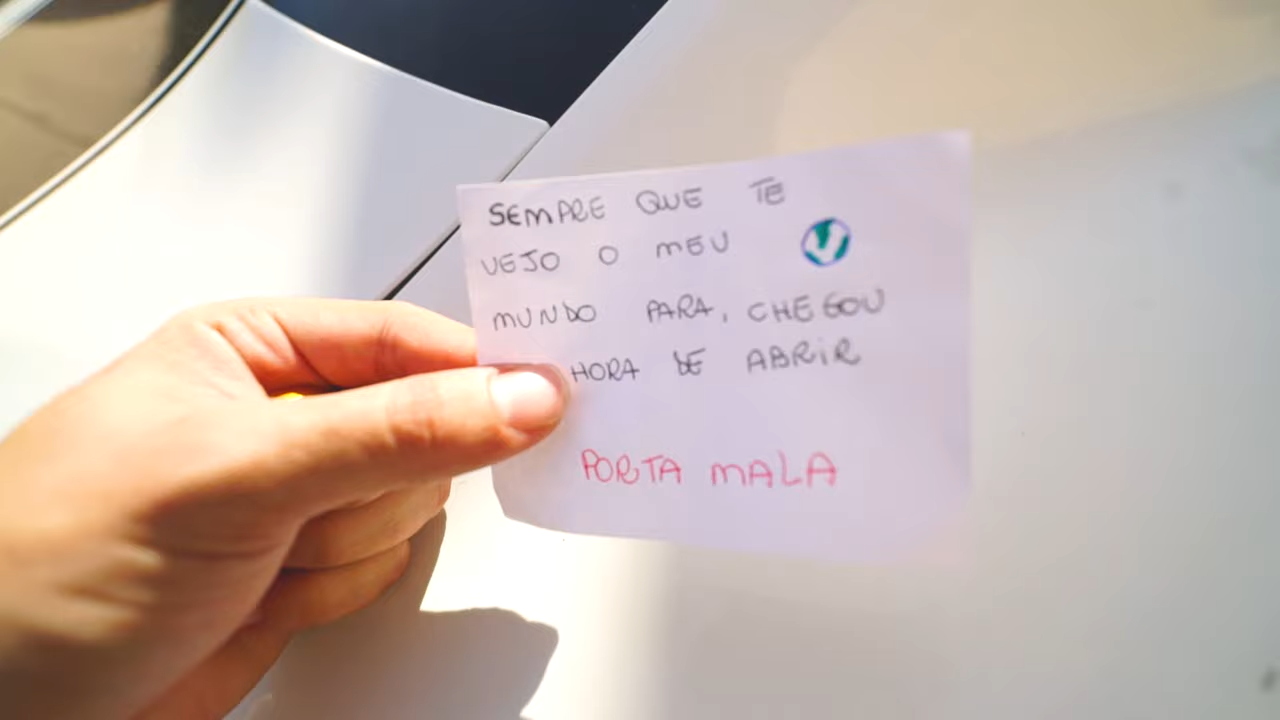 SEMPRE QUE TE
VEJO O MEU
MUNDO PARA, CHEGOU
HORA DE ABRIR
PORTA MALA